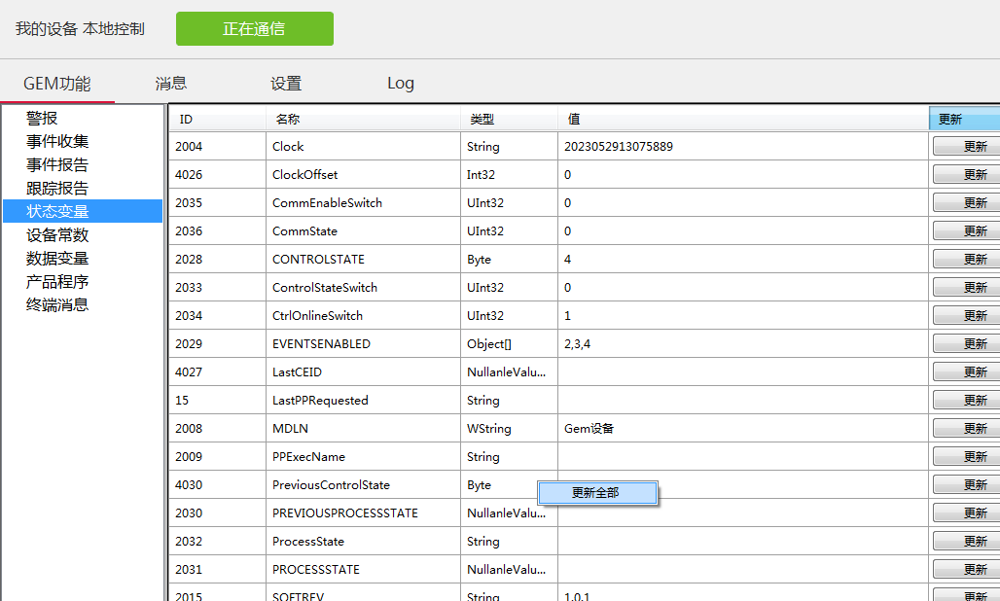 我的设备 本地控制 正在通信
GEM功能 消息 设置 Log
警报
事件收集
事件报告
跟踪报告
状态变量
设备常数
数据变量
产品程序
终端消息
ID 名称 类型 值 更新
2004 Clock String 2023052913075889 更新
4026 ClockOffset Int32 0 更新
2035 CommEnableSwitch UInt32 0 更新
2036 CommState UInt32 0 更新
2028 CONTROLSTATE Byte 4 更新
2033 ControlStateSwitch UInt32 0 更新
2034 CtrlOnlineSwitch UInt32 1 更新
2029 EVENTSENABLED Object[] 2,3,4 更新
4027 LastCEID NullanleValu... 更新
15 LastPPRequested String 更新
2008 MDLN WString Gem设备 更新
2009 PPExecName String 更新
4030 PreviousControlState Byte 更新
更新全部
2030 PREVIOUSPROCESSSTATE NullanleValu... 更新
2032 ProcessState String 更新
2031 PROCESSSTATE NullanleValu... 更新
2015 SOFTREV String 1.0.1 更新